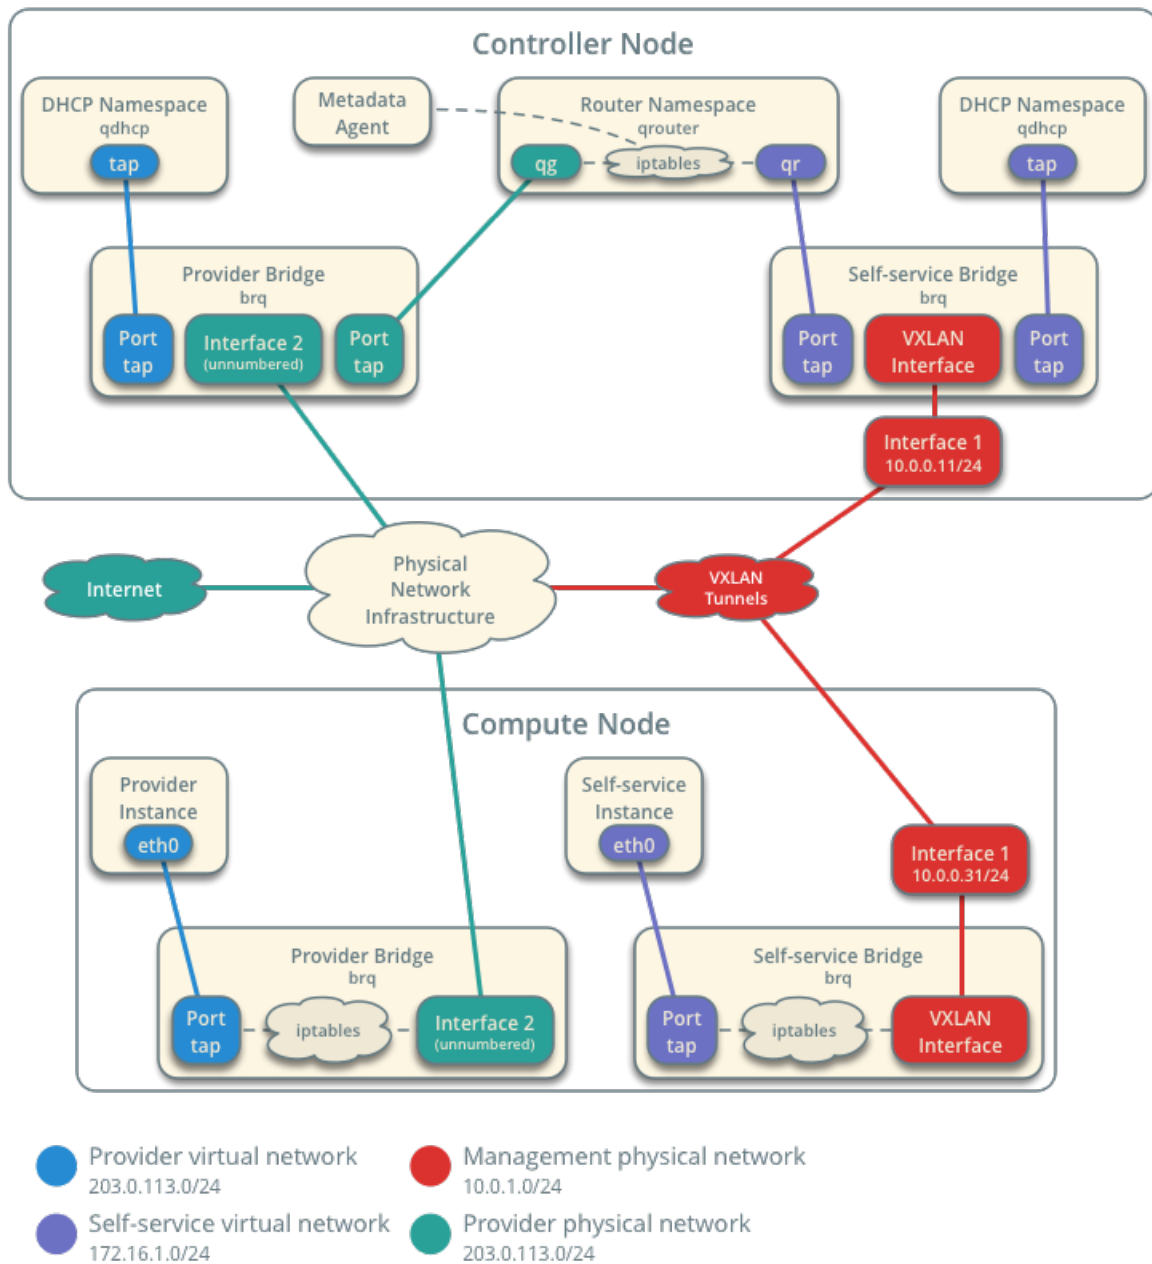 Controller Node
DHCP Namespace
qdhcp
tap
Metadada
Agent
Router Namespace
qrouter
qg
iptables
qr
DHCP Namespace
qdhcp
tap
Provider Bridge
brq
Port
tap
Interface 2
(unnumbered)
Port
tap
Self-service Bridge
brq
Port
tap
VXLAN
Interface
Port
tap
Interface 1
10.0.0.11/24
Internet
Physical
Network
Infrastructure
VXLAN
Tunnels
Compute Node
Provider
Instance
eth0
Self-service
Instance
eth0
Interface 1
10.0.0.31/24
Provider Bridge
brq
Port
tap
iptables
Interface 2
(unnumbered)
Self-service Bridge
brq
Port
tap
iptables
VXLAN
Interface
Provider virtual network
203.0.113.0/24
Management physical network
10.0.1.0/24
Self-service virtual network
172.16.1.0/24
Provider physical network
203.0.113.0/24